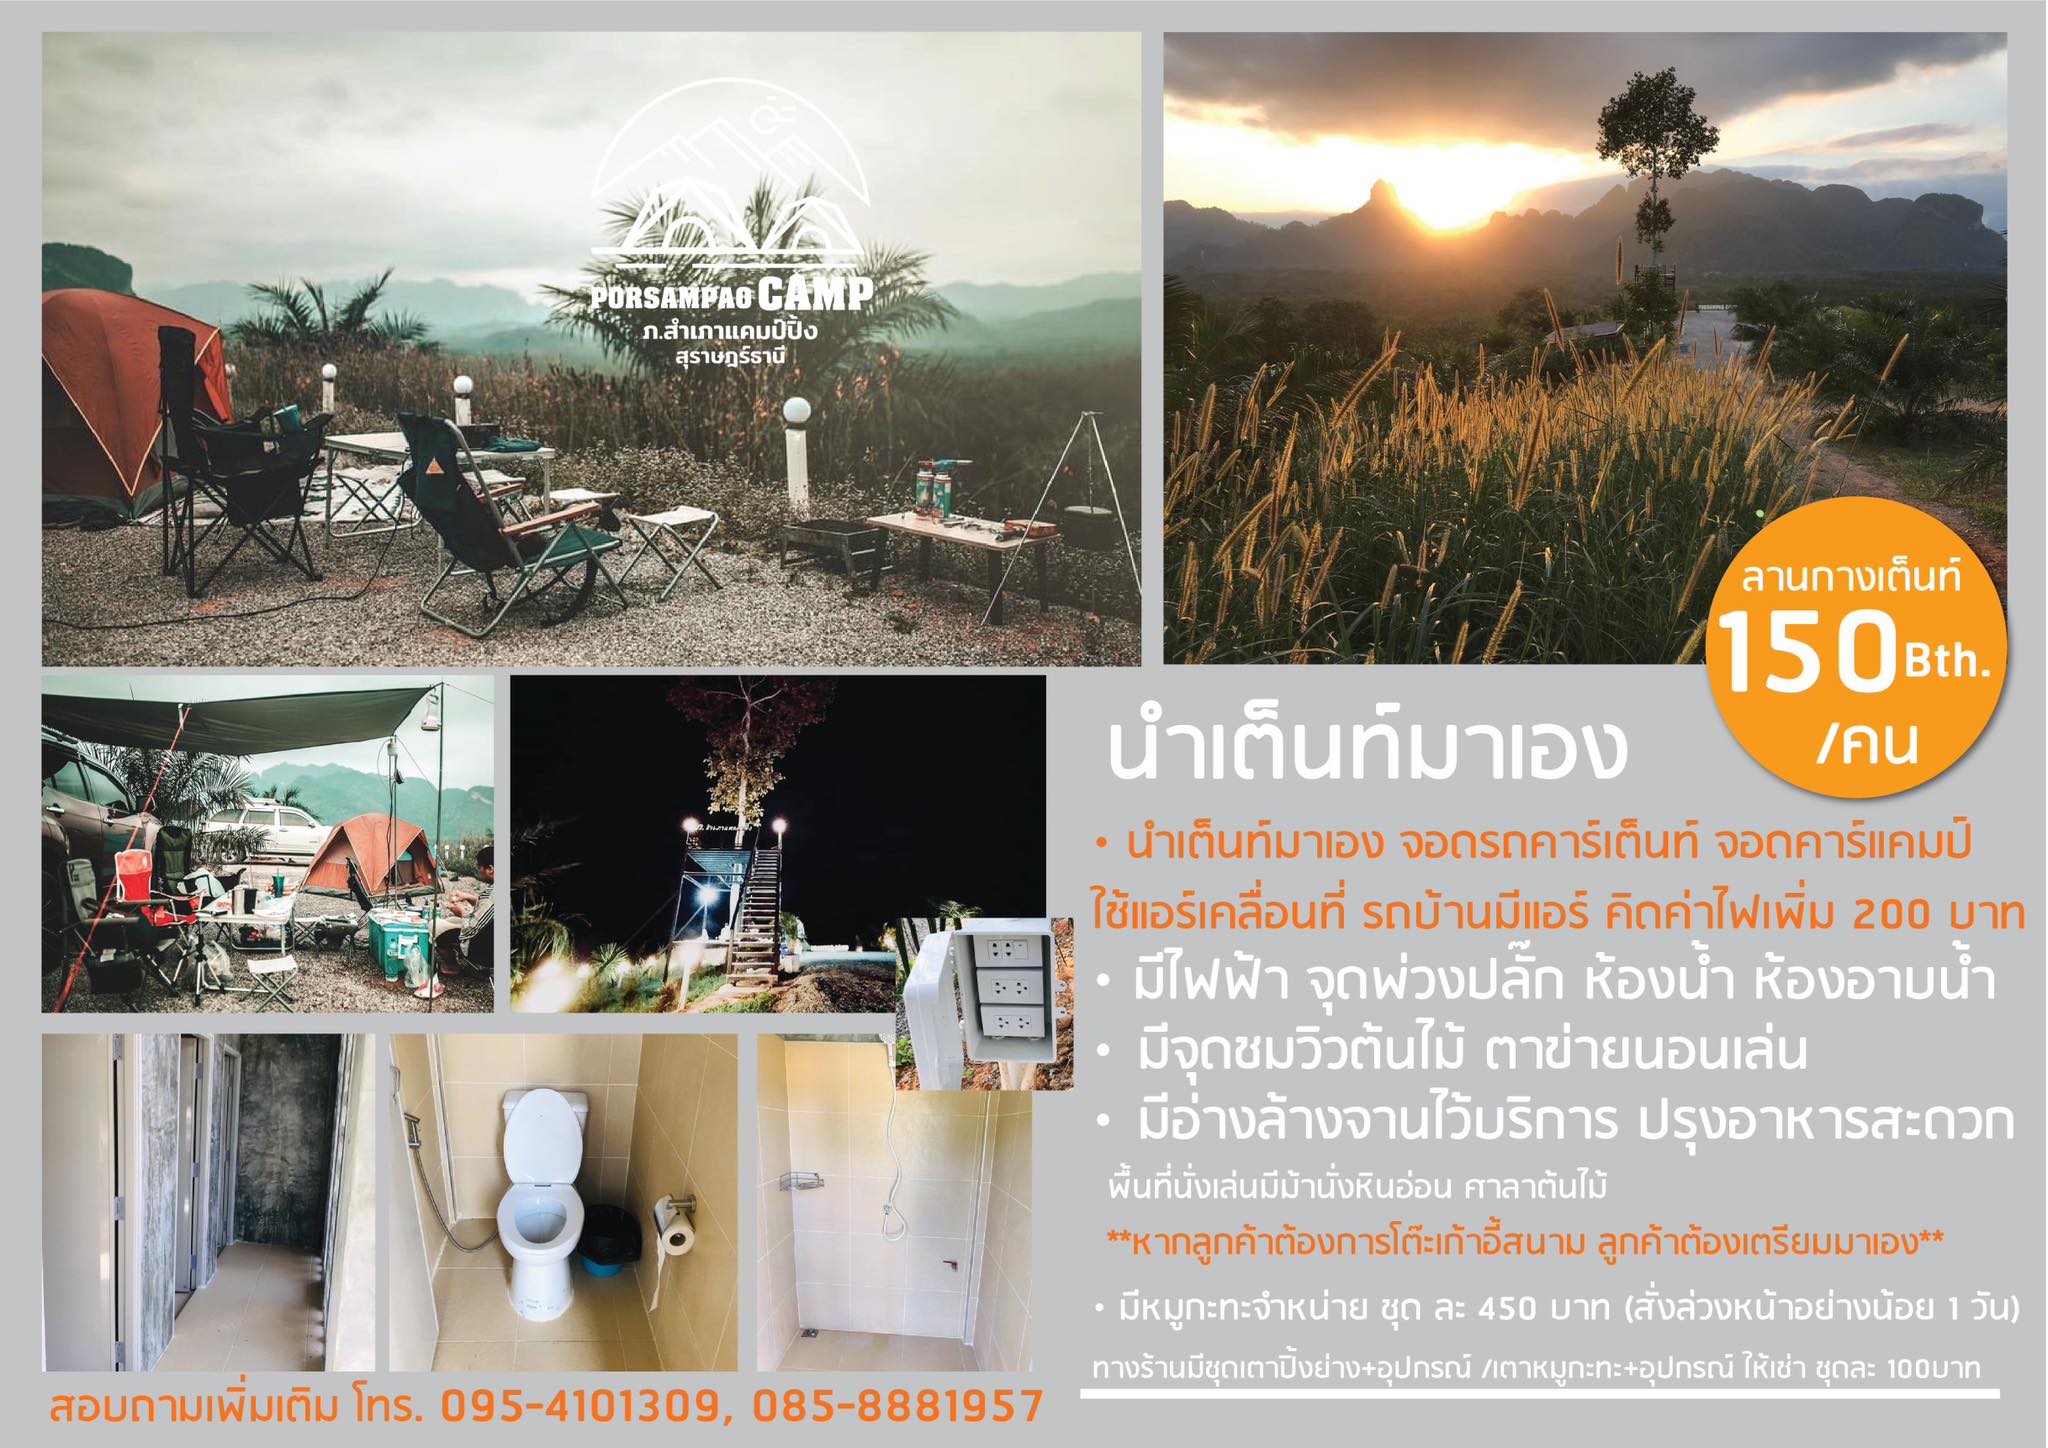 PORSAMPAO CAMP
ภ.สำเภาแคมป์ปิ้ง
สุราษฎร์ธานี
ลานกางเต็นท์
150 Bth.
/คน
นำเต็นท์มาเอง
• นำเต็นท์มาเอง จอดรถคาร์เต็นท์ จอดคาร์แคมป์
ใช้แอร์เคลื่อนที่ รถบ้านมีแอร์ คิดค่าไฟเพิ่ม 200 บาท
• มีไฟฟ้า จุดพ่วงปลั๊ก ห้องน้ำ ห้องอาบน้ำ
• มีจุดชมวิวต้นไม้ ตาข่ายนอนเล่น
• มีอ่างล้างจานไว้บริการ ปรุงอาหารสะดวก
พื้นที่นั่งเล่นมีม้านั่งหินอ่อน ศาลาต้นไม้
**หากลูกค้าต้องการโต๊ะเก้าอี้สนาม ลูกค้าต้องเตรียมมาเอง**
• มีหมูกะทะจำหน่าย ชุด ละ 450 บาท (สั่งล่วงหน้าอย่างน้อย 1 วัน)
ทางร้านมีชุดเตาปิ้งย่าง+อุปกรณ์ /เตาหมูกะทะ+อุปกรณ์ ให้เช่า ชุดละ 100บาท
สอบถามเพิ่มเติม โทร. 095-4101309, 085-8881957